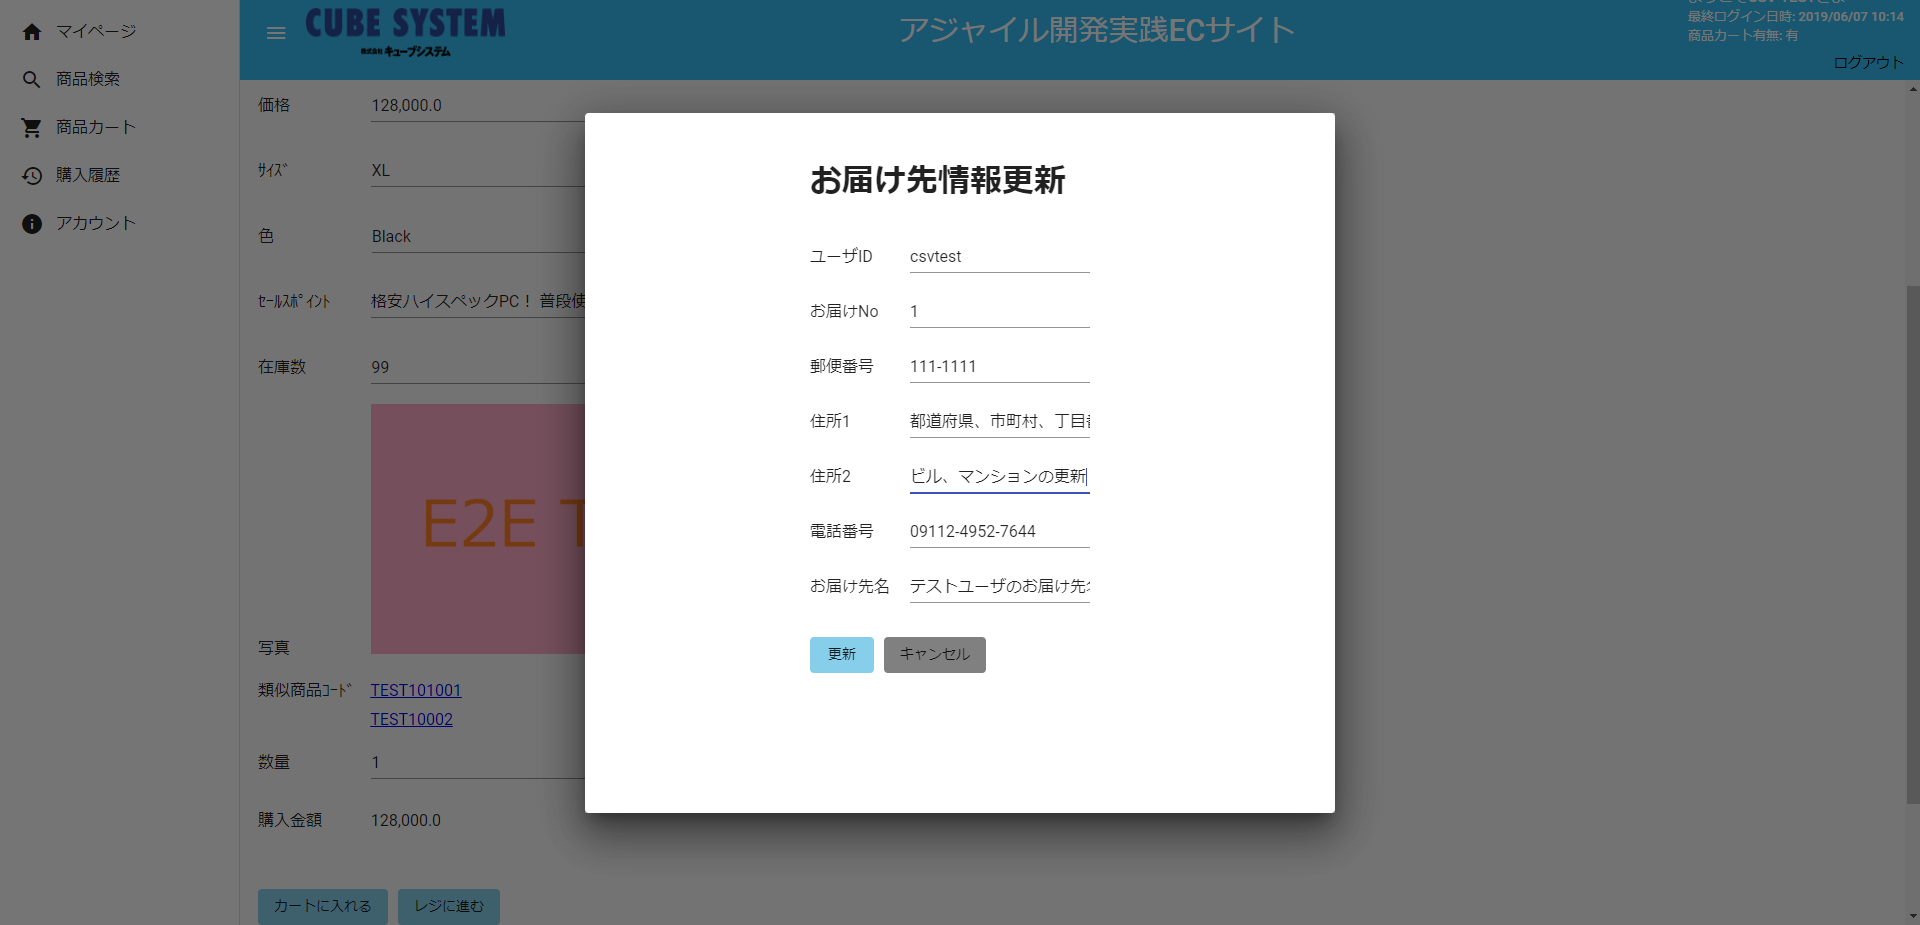 マイページ
商品検索
商品カート
購入履歴
アカウント
CUBE SYSTEM
株式会社 キューブシステム
アジャイル開発実践ECサイト
最終ログイン日時: 2019/06/07 10:14
商品カート有無: 有
ログアウト
価格 128,000.0
ｻｲｽﾞ XL
色 Black
ｾｰﾙｽﾎﾟｲﾝﾄ 格安ハイスペックPC！ 普段使
在庫数 99
E2E T
写真
類似商品ｺｰﾄﾞ TEST101001
TEST10002
数量 1
購入金額 128,000.0
カートに入れる レジに進む
お届け先情報更新
ユーザID csvtest
お届けNo 1
郵便番号 111-1111
住所1 都道府県、市町村、丁目
住所2 ビル、マンションの更新
電話番号 09112-4952-7644
お届け先名 テストユーザのお届け先
更新 キャンセル